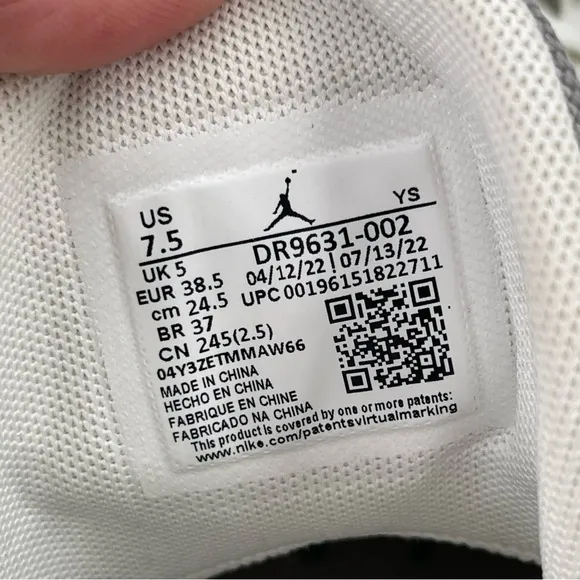 US YS
7.5 DR9631-002
UK 5 04/12/22 | 07/13/22
EUR 38.5 UPC 00196151822711
cm 24.5
BR 37
CN 245(2.5)
04Y3ZETMMAW66
MADE IN CHINA
HECHO EN CHINA
FABRIQUE EN CHINE
FABRICADO NA CHINA
This product is covered by one or more patents:
www.nike.com/patentsvirtualmarking